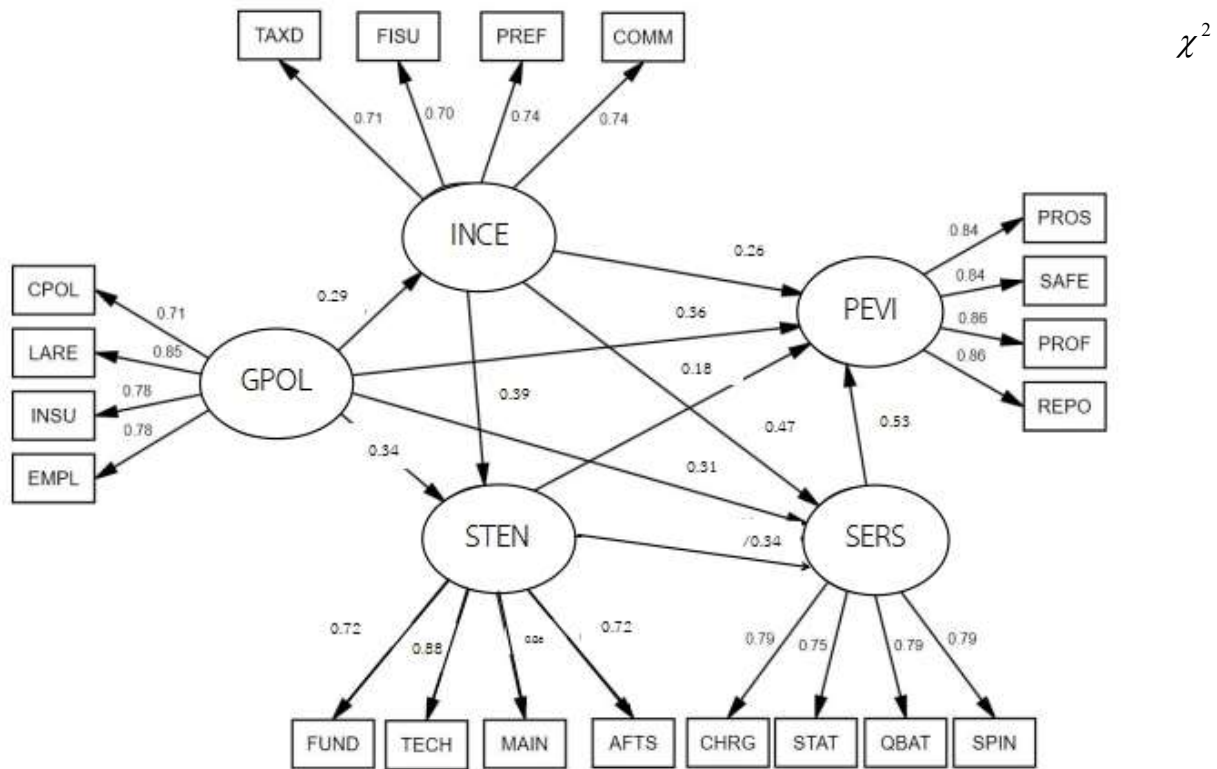 TAXD FISU PREF COMM
χ²
0.71 0.70 0.74 0.74
INCE
PROS
0.84
CPOL
0.26
0.84 SAFE
0.71
0.29
PEVI
LARE
0.85
0.36
0.86 PROF
GPOL
0.18
0.86
INSU
0.78
0.39
REPO
0.78
0.47
0.53
EMPL
0.34
0.31
STEN
/0.34
SERS
0.72
0.88
0.72
0.79
0.75
0.79
0.79
FUND TECH MAIN AFTS CHRG STAT QBAT SPIN